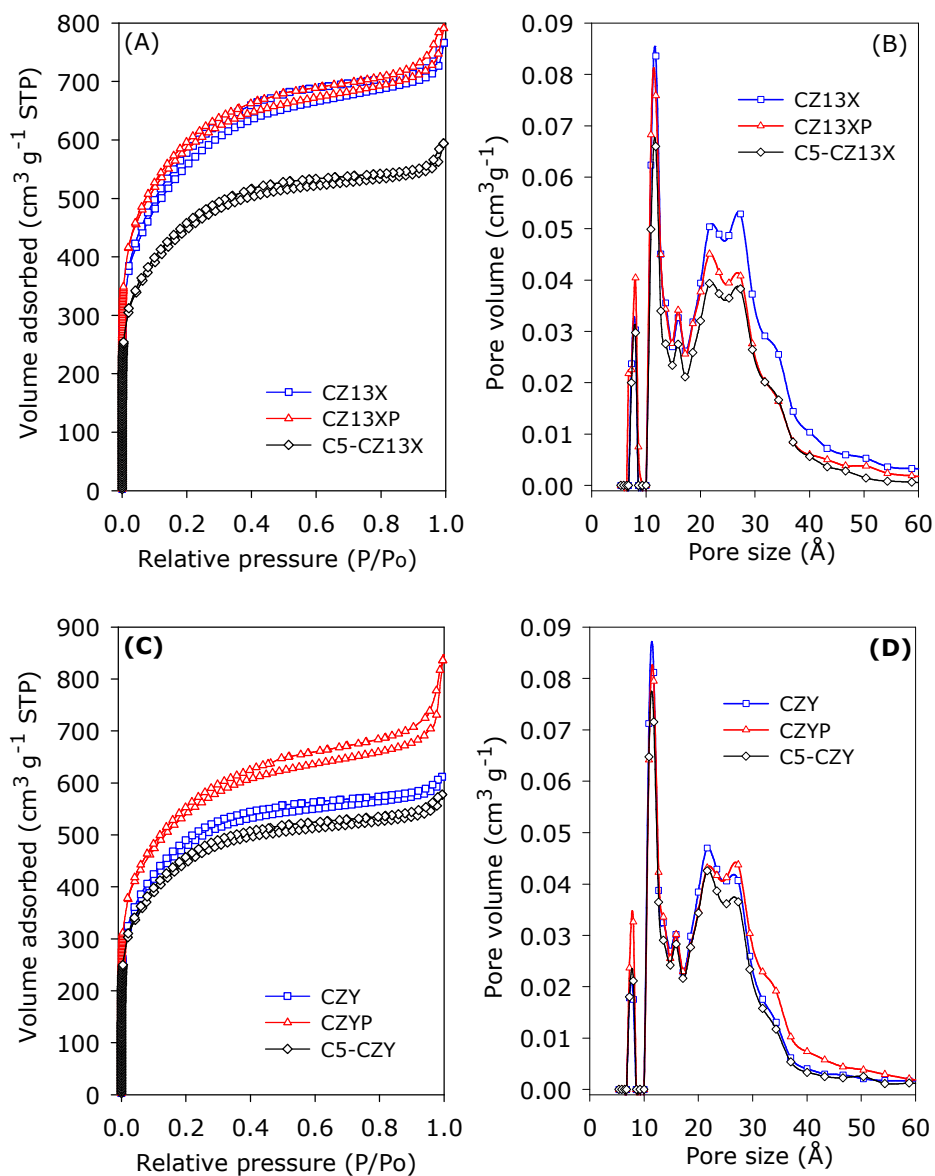 (A)
Volume adsorbed (cm³ g⁻¹ STP)
800
700
600
500
400
300
200
100
0
CZ13X
CZ13XP
C5-CZ13X
0.0 0.2 0.4 0.6 0.8 1.0
Relative pressure (P/Po)
(B)
Pore volume (cm³g⁻¹)
0.09
0.08
0.07
0.06
0.05
0.04
0.03
0.02
0.01
0.00
CZ13X
CZ13XP
C5-CZ13X
0 10 20 30 40 50 60
Pore size (Å)
(C)
Volume adsorbed (cm³ g⁻¹ STP)
900
800
700
600
500
400
300
200
100
0
CZY
CZYP
C5-CZY
0.0 0.2 0.4 0.6 0.8 1.0
Relative pressure (P/Po)
(D)
Pore volume (cm³ g⁻¹)
0.09
0.08
0.07
0.06
0.05
0.04
0.03
0.02
0.01
0.00
CZY
CZYP
C5-CZY
0 10 20 30 40 50 60
Pore size (Å)